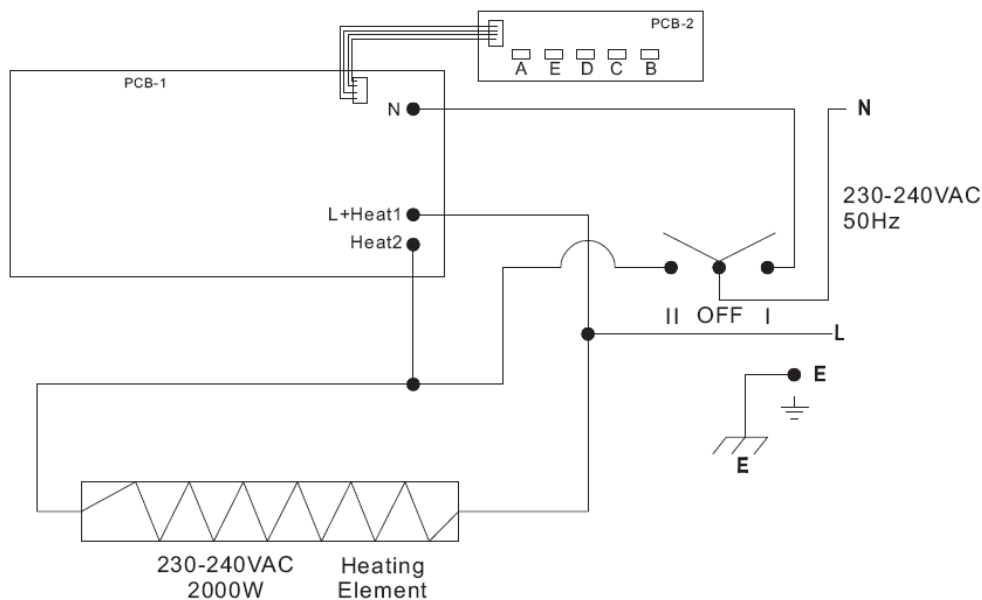 PCB-2
A E D C B
PCB-1
N
N
230-240VAC
50Hz
L+Heat1
Heat2
II OFF I
L
E
E
230-240VAC
2000W
Heating
Element